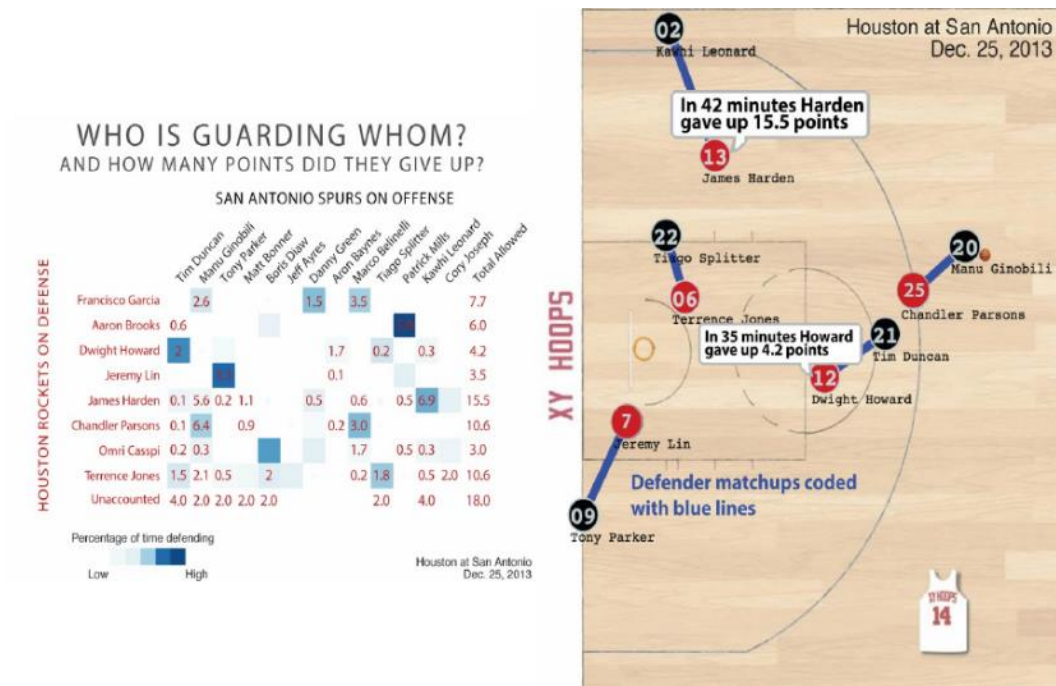 WHO IS GUARDING WHOM?
AND HOW MANY POINTS DID THEY GIVE UP?
SAN ANTONIO SPURS ON OFFENSE
Tim Duncan
Manu Ginobili
Tony Parker
Matt Bonner
Boris Diaw
Jeff Ayres
Danny Green
Aron Baynes
Marco Belinelli
Tiago Splitter
Patrick Mills
Kawhi Leonard
Cory Joseph
Total Allowed
HOUSTON ROCKETS ON DEFENSE
Francisco Garcia 2.6 1.5 3.5 7.7
Aaron Brooks 0.6 6.0
Dwight Howard 2 1.7 0.2 0.3 4.2
Jeremy Lin 0.1 3.5
James Harden 0.1 5.6 0.2 1.1 0.5 0.6 0.5 6.9 15.5
Chandler Parsons 0.1 6.4 0.9 0.2 3.0 10.6
Omri Casspi 0.2 0.3 1.7 0.5 0.3 3.0
Terrence Jones 1.5 2.1 0.5 2 0.2 1.8 0.5 2.0 10.6
Unaccounted 4.0 2.0 2.0 2.0 2.0 2.0 4.0 18.0
Percentage of time defending
Low High
Houston at San Antonio
Dec. 25, 2013
XY HOOPS
Houston at San Antonio
Dec. 25, 2013
02
Kawhi Leonard
In 42 minutes Harden
gave up 15.5 points
13
James Harden
22
Tiago Splitter
06
Terrence Jones
20
Manu Ginobili
25
Chandler Parsons
In 35 minutes Howard
gave up 4.2 points
21
Tim Duncan
12
Dwight Howard
7
Jeremy Lin
Defender matchups coded
with blue lines
09
Tony Parker
XY HOOPS
14